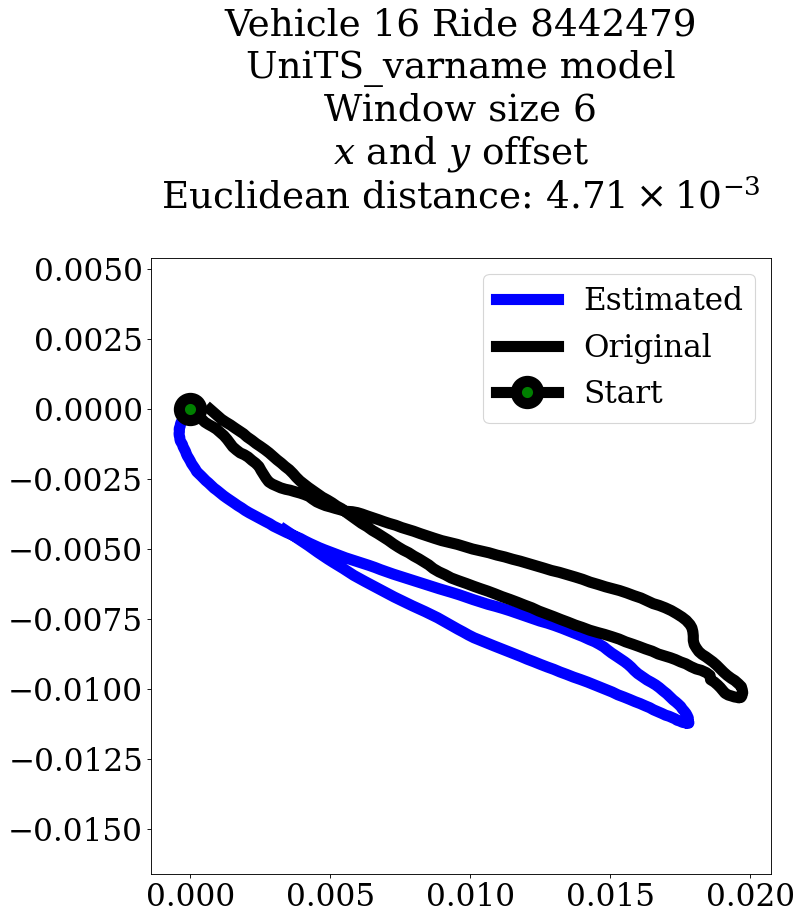 Vehicle 16 Ride 8442479
UniTS_varname model
Window size 6
x and y offset
Euclidean distance: 4.71 × 10⁻³
Estimated
Original
Start
0.0050
0.0025
0.0000
−0.0025
−0.0050
−0.0075
−0.0100
−0.0125
−0.0150
0.000 0.005 0.010 0.015 0.020